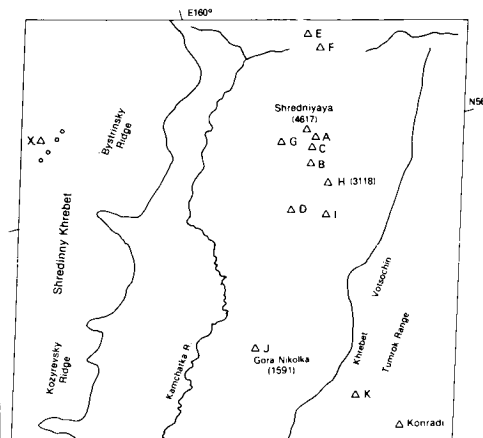 E160°
E
F
N56
Shredniyaya
(4617)
A
G
C
B
H (3118)
D
I
X
Bystrinsky
Ridge
Shredinny Khrebet
Kozyrevsky
Ridge
Kamchatka R.
J
Gora Nikolka
(1591)
Khrebet Votsochin
Tumrok Range
K
Konradi